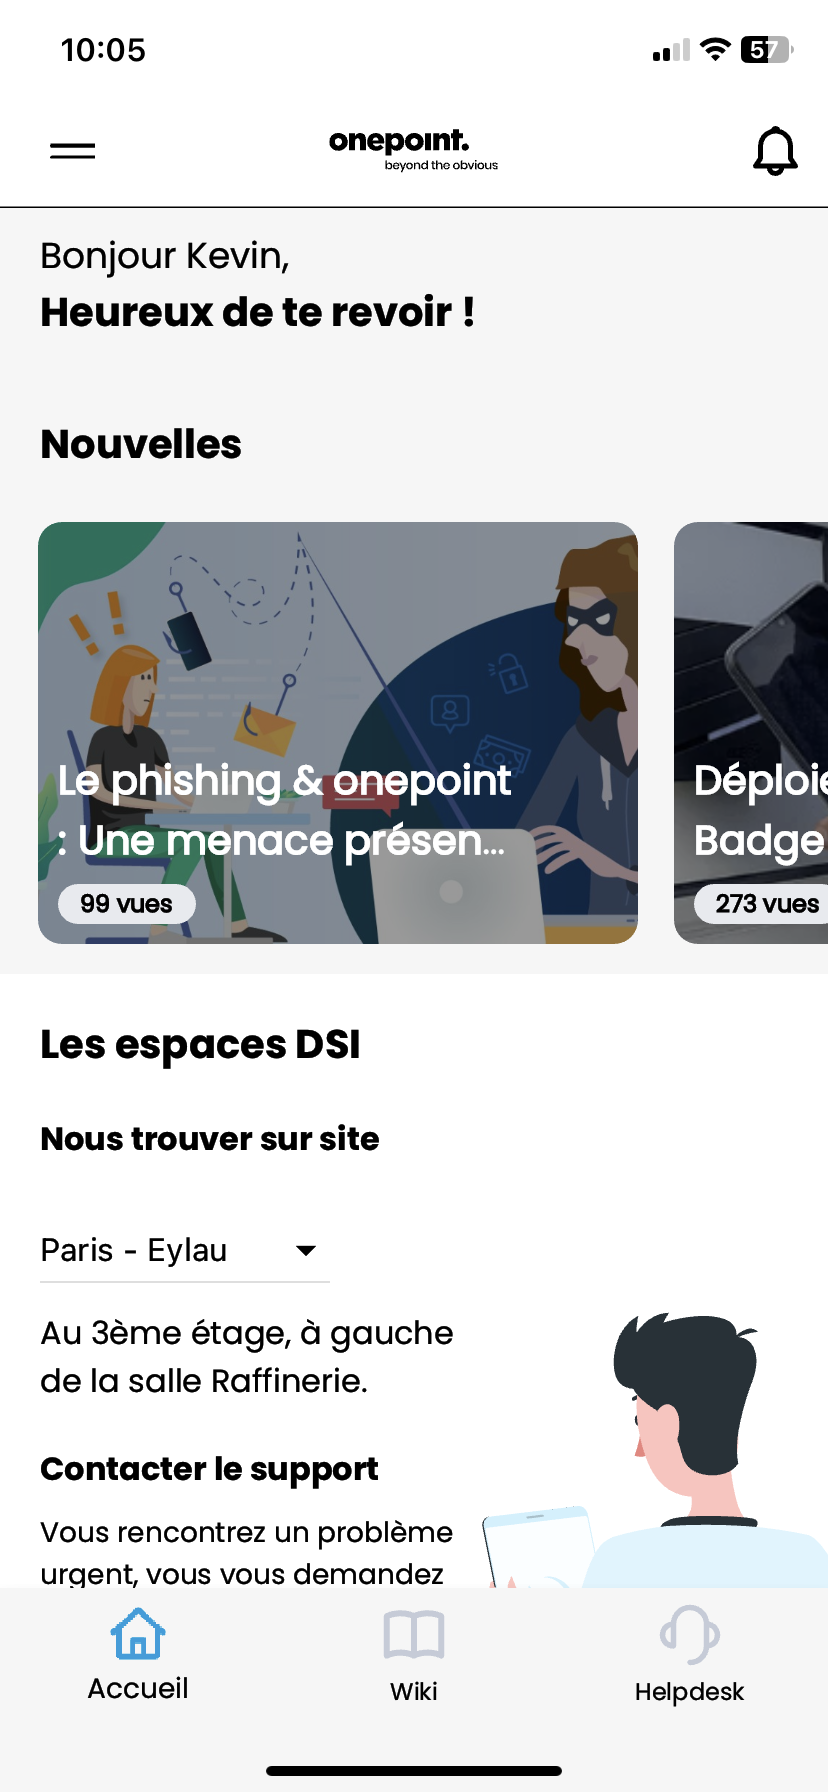 10:05
57
onepoint.
beyond the obvious
Bonjour Kevin,
Heureux de te revoir !
Nouvelles
Le phishing & onepoint
: Une menace présen...
99 vues
Déploie
Badge
273 vues
Les espaces DSI
Nous trouver sur site
Paris - Eylau
Au 3ème étage, à gauche
de la salle Raffinerie.
Contacter le support
Vous rencontrez un problème
urgent, vous vous demandez
Accueil
Wiki
Helpdesk